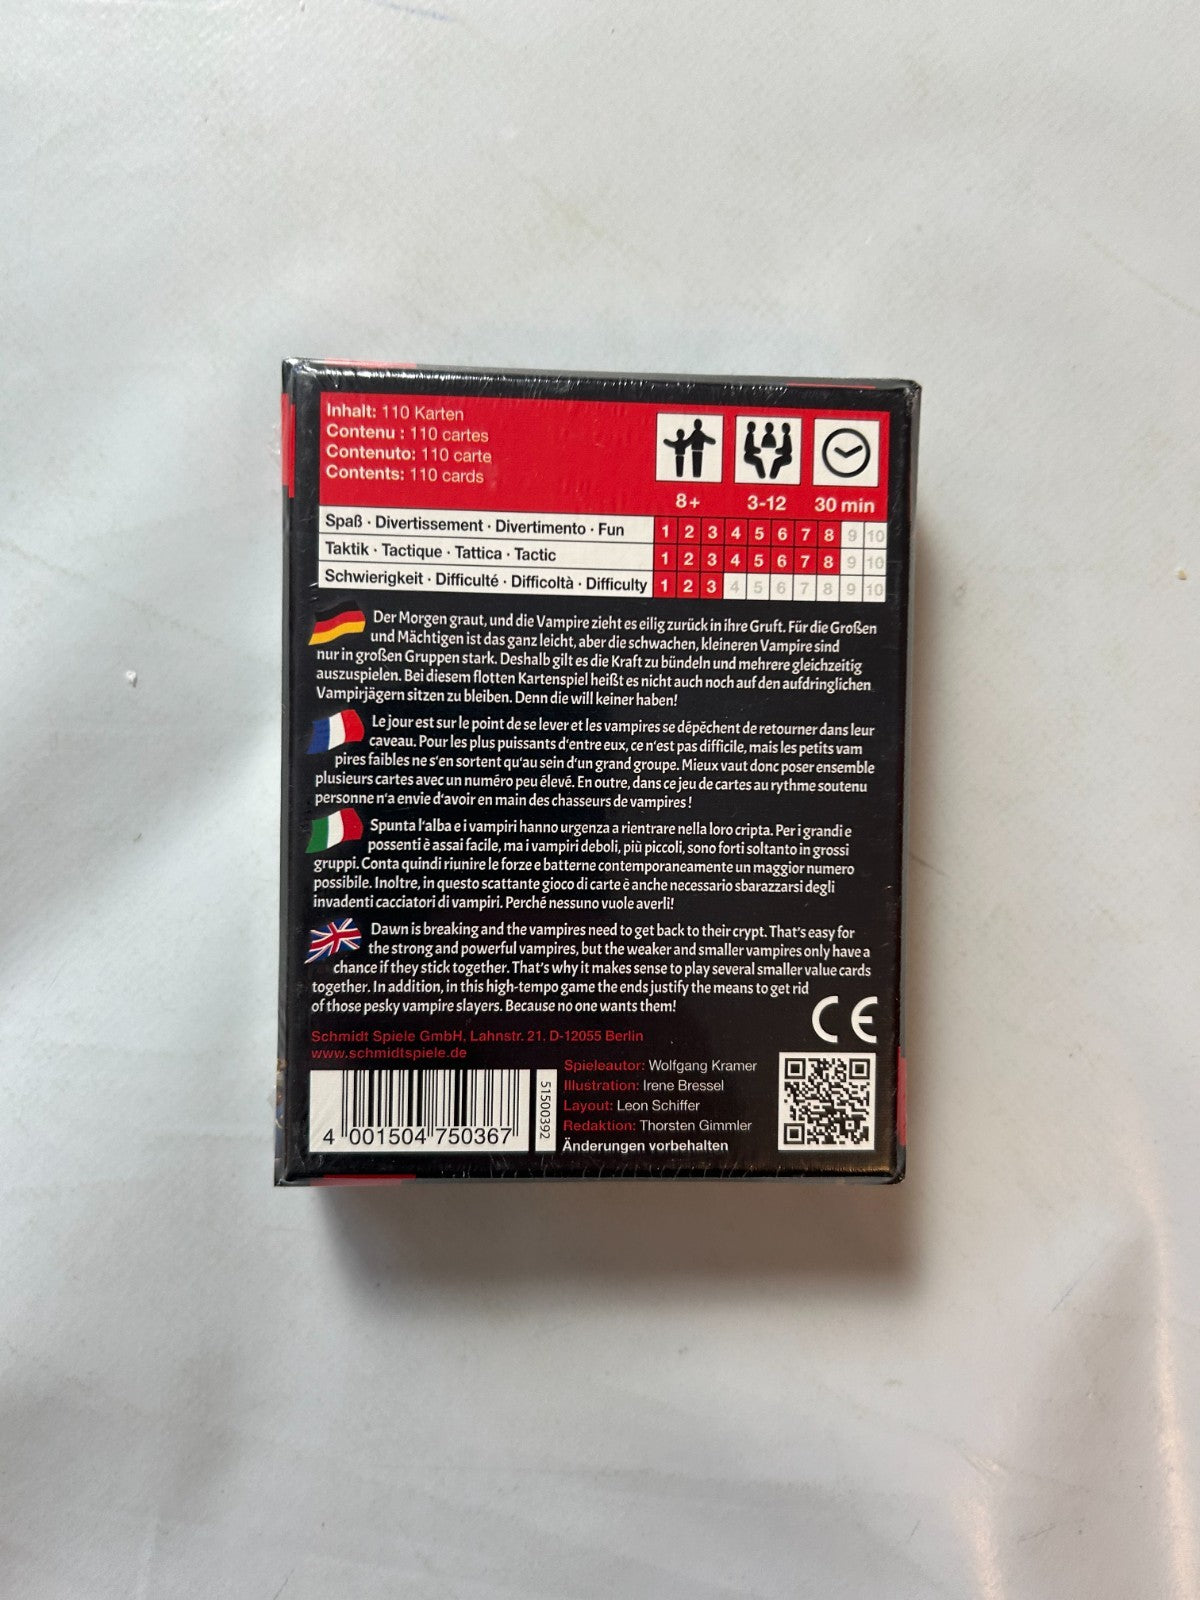 Inhalt: 110 Karten
Contenu : 110 cartes
Contenuto: 110 carte
Contents: 110 cards
8+ 3-12 30 min
Spaß · Divertissement · Divertimento · Fun 1 2 3 4 5 6 7 8 9 10
Taktik · Tactique · Tattica · Tactic 1 2 3 4 5 6 7 8 9 10
Schwierigkeit · Difficulté · Difficoltà · Difficulty 1 2 3 4 5 6 7 8 9 10
Der Morgen graut, und die Vampire zieht es eilig zurück in ihre Gruft. Für die Großen
und Mächtigen ist das ganz leicht, aber die schwachen, kleineren Vampire sind
nur in großen Gruppen stark. Deshalb gilt es die Kraft zu bündeln und mehrere gleichzeitig
auszuspielen. Bei diesem flotten Kartenspiel heißt es nicht auch noch auf den aufdringlichen
Vampirjägern sitzen zu bleiben. Denn die will keiner haben!
Le jour est sur le point de se lever et les vampires se dépêchent de retourner dans leur
caveau. Pour les plus puissants d'entre eux, ce n'est pas difficile, mais les petits vam
pires faibles ne s'en sortent qu'au sein d'un grand groupe. Mieux vaut donc poser ensemble
plusieurs cartes avec un numéro peu élevé. En outre, dans ce jeu de cartes au rythme soutenu
personne n'a envie d'avoir en main des chasseurs de vampires !
Spunta l'alba e i vampiri hanno urgenza a rientrare nella loro cripta. Per i grandi e
possenti è assai facile, ma i vampiri deboli, più piccoli, sono forti soltanto in grossi
gruppi. Conta quindi riunire le forze e batterne contemporaneamente un maggior numero
possibile. Inoltre, in questo scattante gioco di carte è anche necessario sbarazzarsi degli
invadenti cacciatori di vampiri. Perché nessuno vuole averli!
Dawn is breaking and the vampires need to get back to their crypt. That's easy for
the strong and powerful vampires, but the weaker and smaller vampires only have a
chance if they stick together. That's why it makes sense to play several smaller value cards
together. In addition, in this high-tempo game the ends justify the means to get rid
of those pesky vampire slayers. Because no one wants them!
CE
Schmidt Spiele GmbH, Lahnstr. 21. D-12055 Berlin
www.schmidtspiele.de
Spieleautor: Wolfgang Kramer
Illustration: Irene Bressel
Layout: Leon Schiffer
Redaktion: Thorsten Gimmler
Änderungen vorbehalten
4 001504 750367
51500392